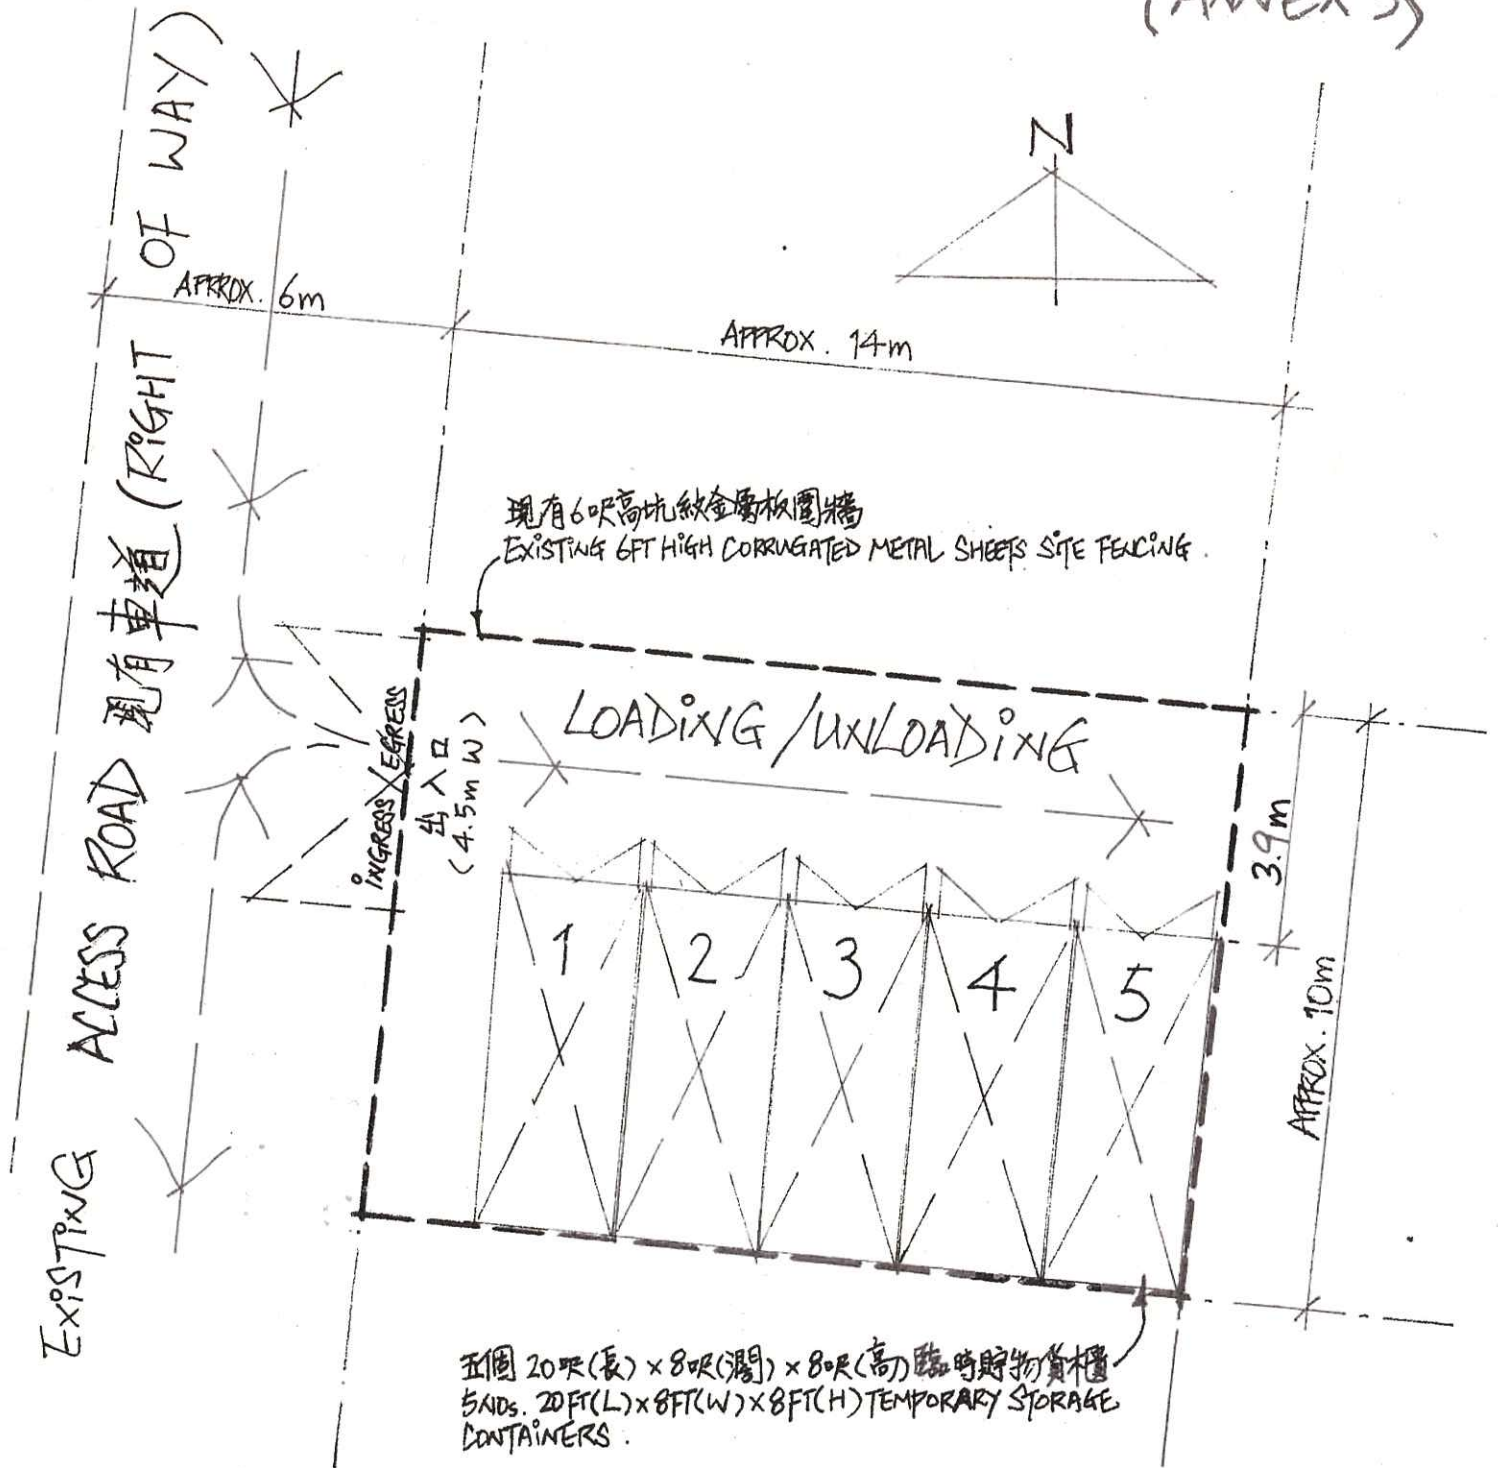 (ANNEX 3)
N
APPROX. 6m
APPROX. 14m
現有6呎高坑紋金屬板圍牆
EXISTING 6FT HIGH CORRUGATED METAL SHEETS SITE FENCING.
EXISTING ACCESS ROAD 現有車道 (RIGHT OF WAY)
LOADING /UNLOADING
INGRESS/EGRESS
出入口
(4.5m W)
3.9m
APPROX. 10m
1
2
3
4
5
五個 20呎(長) × 8呎(濶) × 8呎(高) 臨時貯物貨櫃
5NOs. 20FT(L)×8FT(W)×8FT(H) TEMPORARY STORAGE
CONTAINERS.